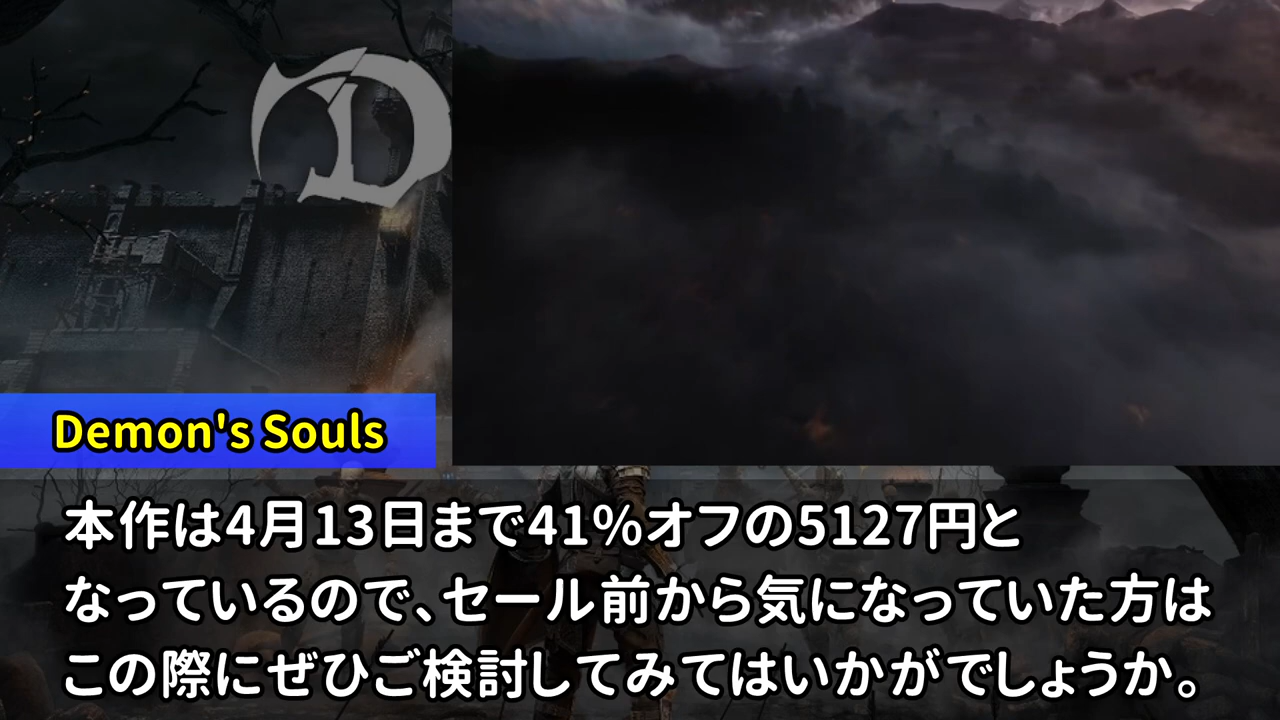 D
Demon's Souls
本作は4月13日まで41%オフの5127円と
なっているので、セール前から気になっていた方は
この際にぜひご検討してみてはいかがでしょうか。